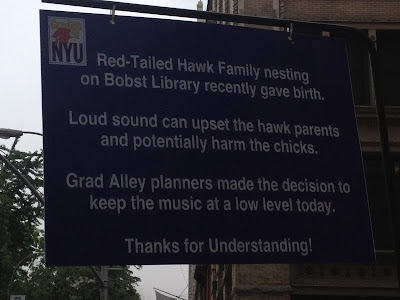 NYU
Red-Tailed Hawk Family nesting
on Bobst Library recently gave birth.
Loud sound can upset the hawk parents
and potentially harm the chicks.
Grad Alley planners made the decision to
keep the music at a low level today.
Thanks for Understanding!